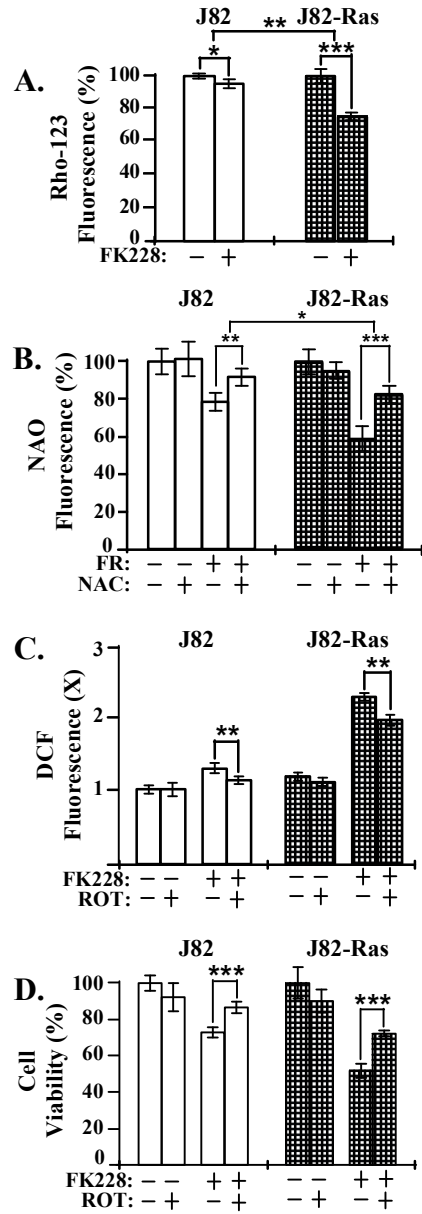 J82 J82-Ras
**
* ***
A.
Rho-123
Fluorescence (%)
100
80
60
40
20
0
FK228: − + − +
J82 J82-Ras
*
** ***
B.
NAO
Fluorescence (%)
100
80
60
40
20
0
FR: − − + + − − + +
NAC: − + − + − + − +
C.
J82 J82-Ras
** **
DCF
Fluorescence (X)
3
2
1
FK228: − − + + − − + +
ROT: − + − + − + − +
J82 J82-Ras
D.
*** ***
Cell
Viability (%)
100
80
60
40
20
0
FK228: − − + + − − + +
ROT: − + − + − + − +